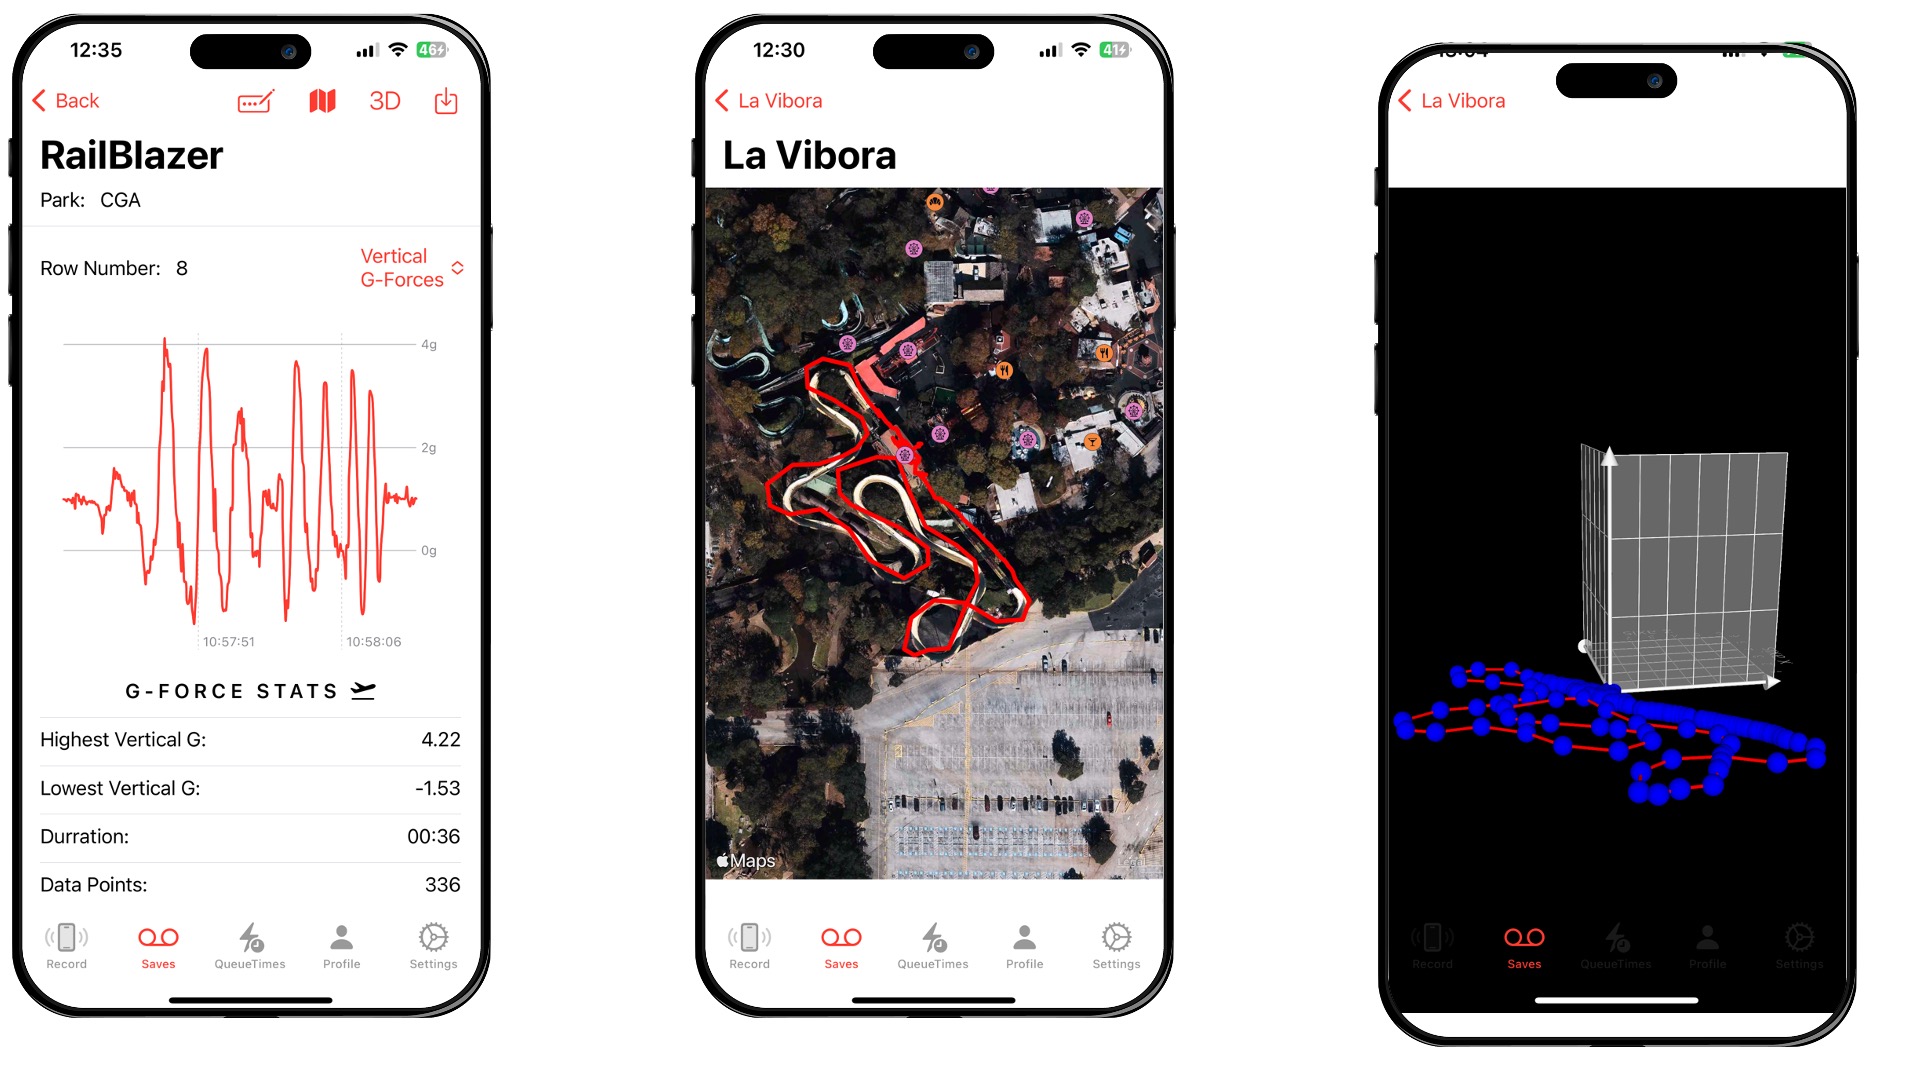 12:35
46
Back
3D
RailBlazer
Park: CGA
Row Number: 8
Vertical
G-Forces
4g
2g
0g
10:57:51
10:58:06
G-FORCE STATS
Highest Vertical G: 4.22
Lowest Vertical G: -1.53
Durration: 00:36
Data Points: 336
Record
Saves
QueueTimes
Profile
Settings
12:30
41
La Vibora
La Vibora
Maps
Legal
Record
Saves
QueueTimes
Profile
Settings
La Vibora
Record
Saves
QueueTimes
Profile
Settings